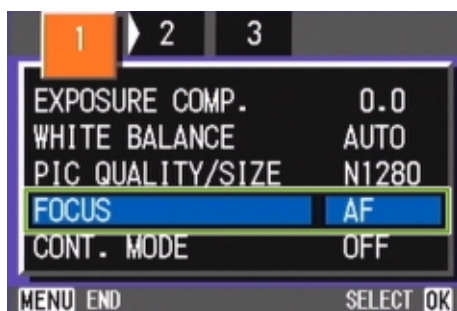 1 2 3
EXPOSURE COMP. 0.0
WHITE BALANCE AUTO
PIC QUALITY/SIZE N1280
FOCUS AF
CONT. MODE OFF
MENU END SELECT OK